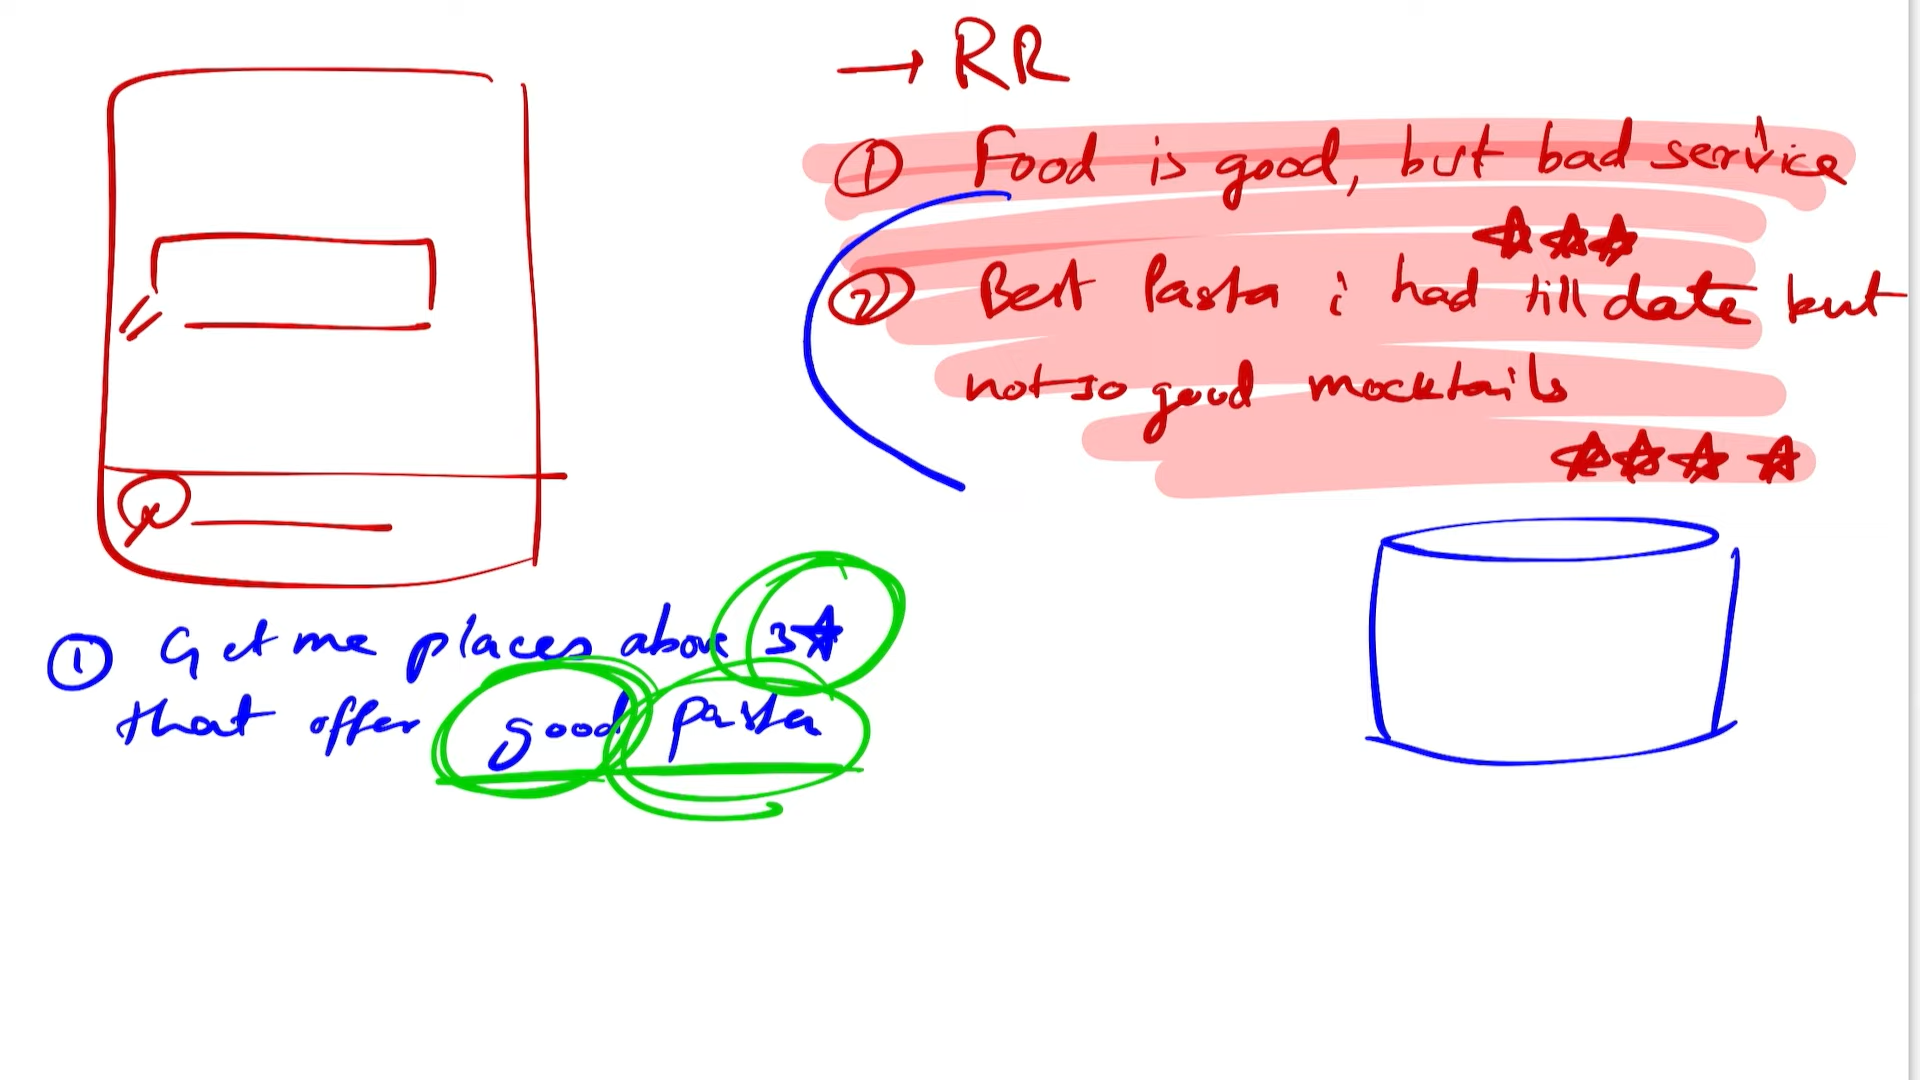 → RR
① Food is good, but bad service
★★★
② Best Pasta i had till date but
not so good mocktails
★★★★
① Get me places above 3★
that offer good pasta